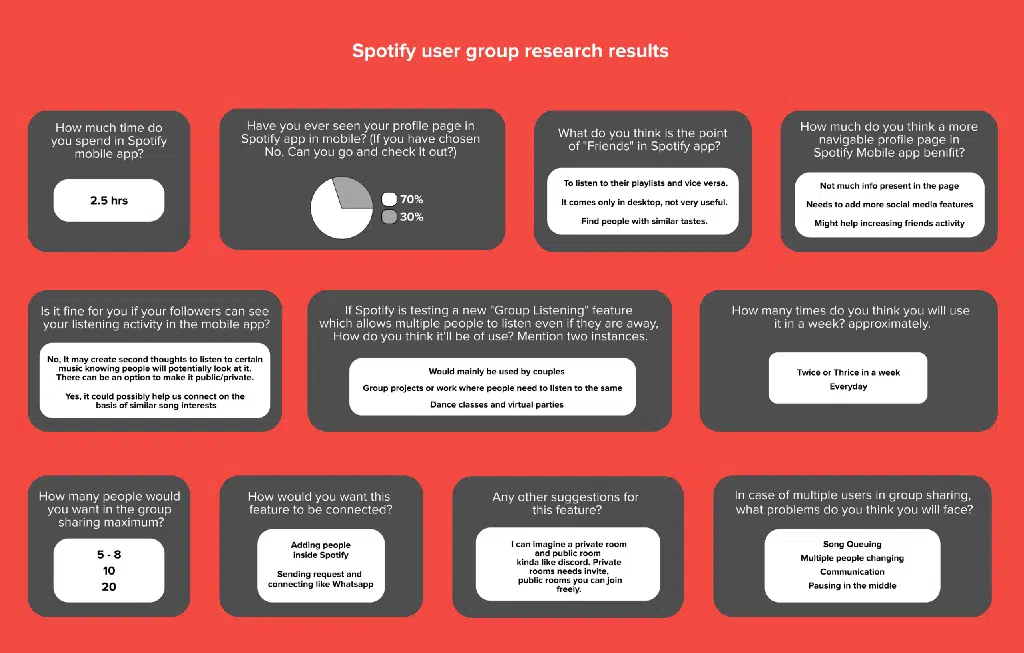 Spotify user group research results
How much time do
you spend in Spotify
mobile app?
2.5 hrs
Have you ever seen your profile page in
Spotify app in mobile? (If you have chosen
No, Can you go and check it out?)
70%
30%
What do you think is the point
of "Friends" in Spotify app?
To listen to their playlists and vice versa.
It comes only in desktop, not very useful.
Find people with similar tastes.
How much do you think a more
navigable profile page in
Spotify Mobile app benifit?
Not much info present in the page
Needs to add more social media features
Might help increasing friends activity
Is it fine for you if your followers can see
your listening activity in the mobile app?
No, It may create second thoughts to listen to certain
music knowing people will potentially look at it.
There can be an option to make it public/private.
Yes, it could possibly help us connect on the
basis of similar song interests
If Spotify is testing a new "Group Listening" feature
which allows multiple people to listen even if they are away,
How do you think it'll be of use? Mention two instances.
Would mainly be used by couples
Group projects or work where people need to listen to the same
Dance classes and virtual parties
How many times do you think you will use
it in a week? approximately.
Twice or Thrice in a week
Everyday
How many people would
you want in the group
sharing maximum?
5 - 8
10
20
How would you want this
feature to be connected?
Adding people
inside Spotify
Sending request and
connecting like Whatsapp
Any other suggestions for
this feature?
I can imagine a private room
and public room
kinda like discord. Private
rooms needs invite,
public rooms you can join
freely.
In case of multiple users in group sharing,
what problems do you think you will face?
Song Queuing
Multiple people changing
Communication
Pausing in the middle